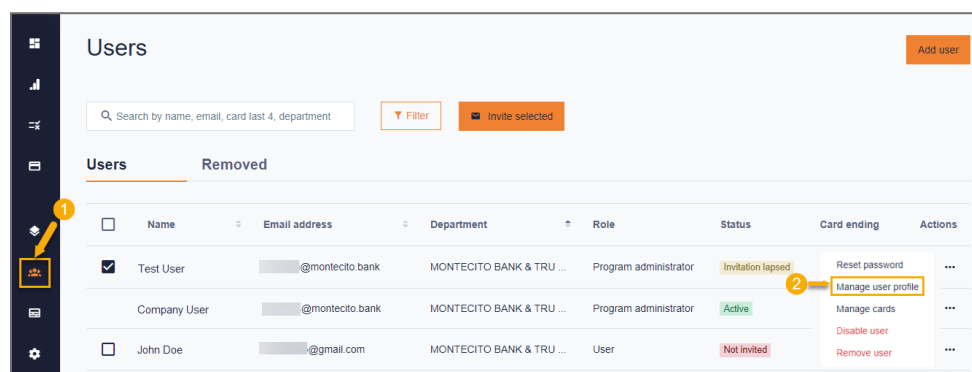 Users
Add user
Search by name, email, card last 4, department
Filter
Invite selected
Users
Removed
1
Name
Email address
Department
Role
Status
Card ending
Actions
Test User
@montecito.bank
MONTECITO BANK & TRU ...
Program administrator
Invitation lapsed
Reset password
2
Manage user profile
Company User
@montecito.bank
MONTECITO BANK & TRU ...
Program administrator
Active
Manage cards
Disable user
John Doe
@gmail.com
MONTECITO BANK & TRU ...
User
Not invited
Remove user